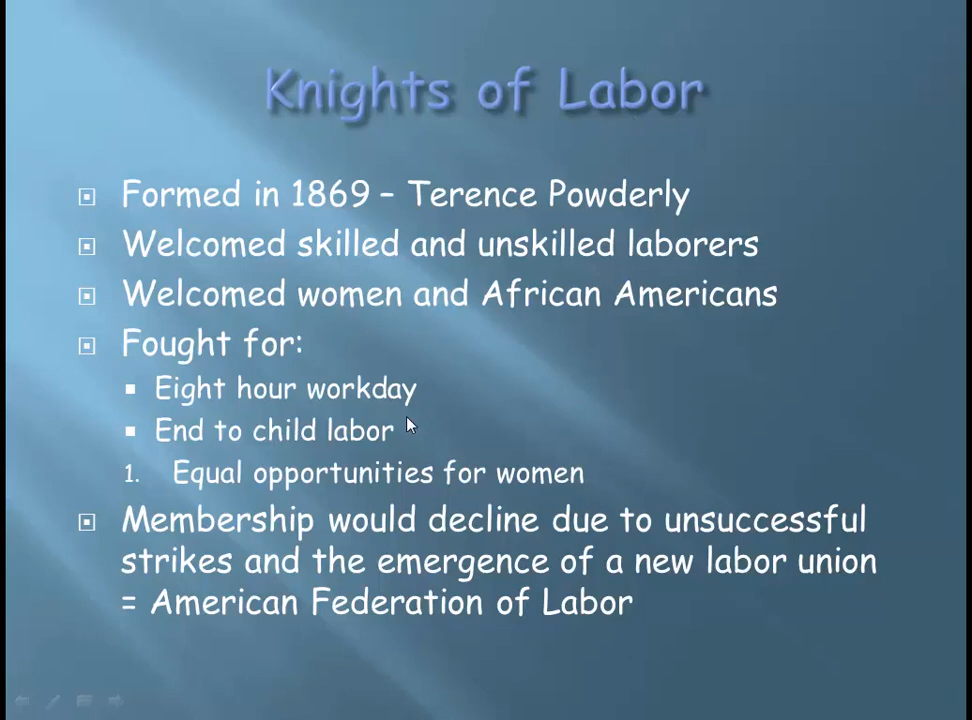 Knights of Labor
Formed in 1869 – Terence Powderly
Welcomed skilled and unskilled laborers
Welcomed women and African Americans
Fought for:
Eight hour workday
End to child labor
1. Equal opportunities for women
Membership would decline due to unsuccessful
strikes and the emergence of a new labor union
= American Federation of Labor